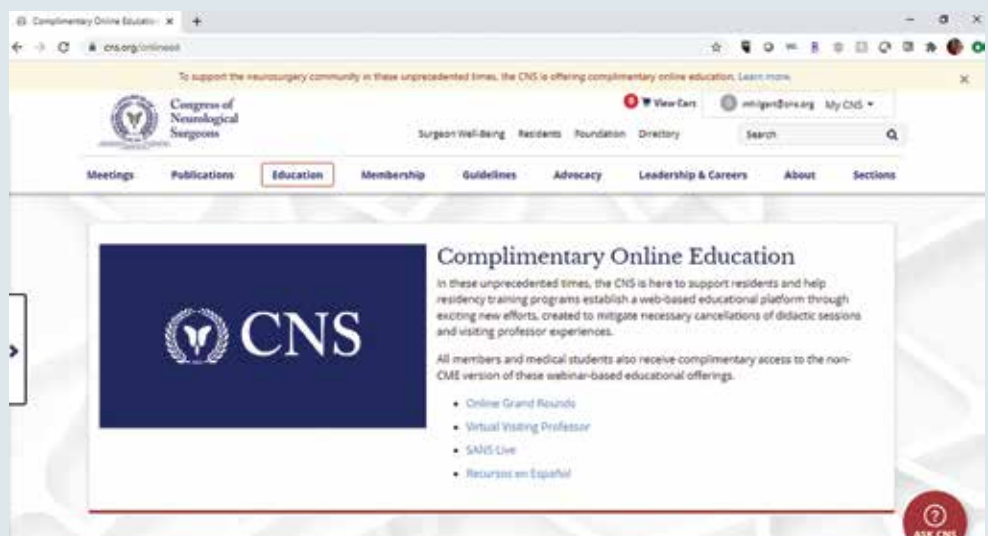 Complimentary Online Educatio
cns.org/onlineed
To support the neurosurgery community in these unprecedented times, the CNS is offering complimentary online education. Learn more.
Congress of
Neurological
Surgeons
0 View Cart
My CNS
Surgeon Well-Being Residents Foundation Directory
Search
Meetings Publications Education Membership Guidelines Advocacy Leadership & Careers About Sections
CNS
Complimentary Online Education
In these unprecedented times, the CNS is here to support residents and help
residency training programs establish a web-based educational platform through
exciting new efforts, created to mitigate necessary cancellations of didactic sessions
and visiting professor experiences.
All members and medical students also receive complimentary access to the non-
CME version of these webinar-based educational offerings.
• Online Grand Rounds
• Virtual Visiting Professor
• SANS Live
• Recursos en Español
ASK CNS